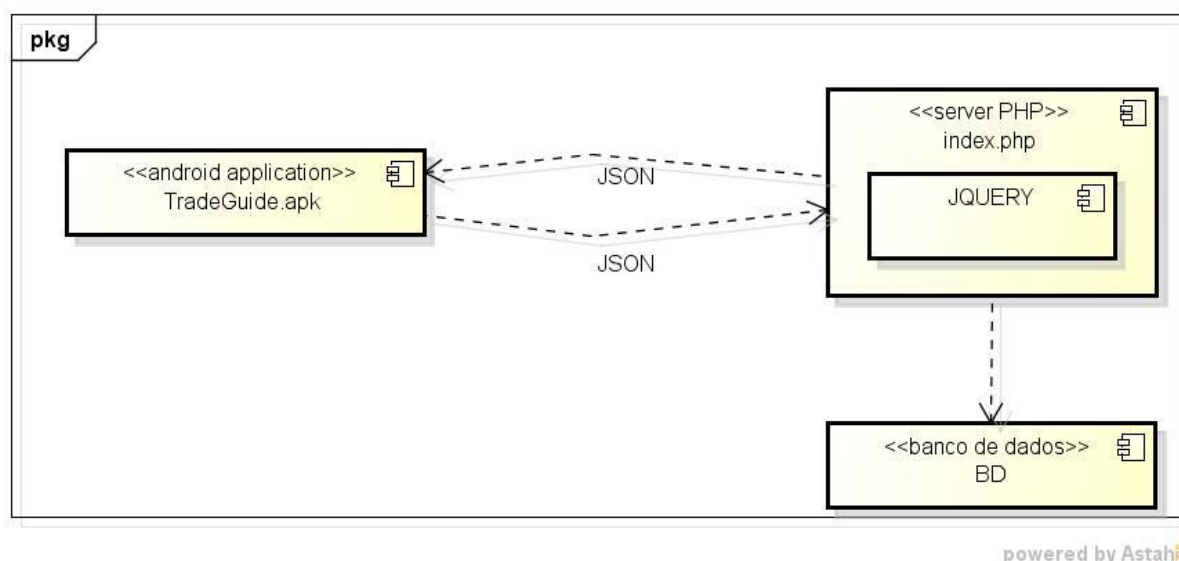 pkg
<<android application>>
TradeGuide.apk
JSON
JSON
<<server PHP>>
index.php
JQUERY
<<banco de dados>>
BD
powered by Astah